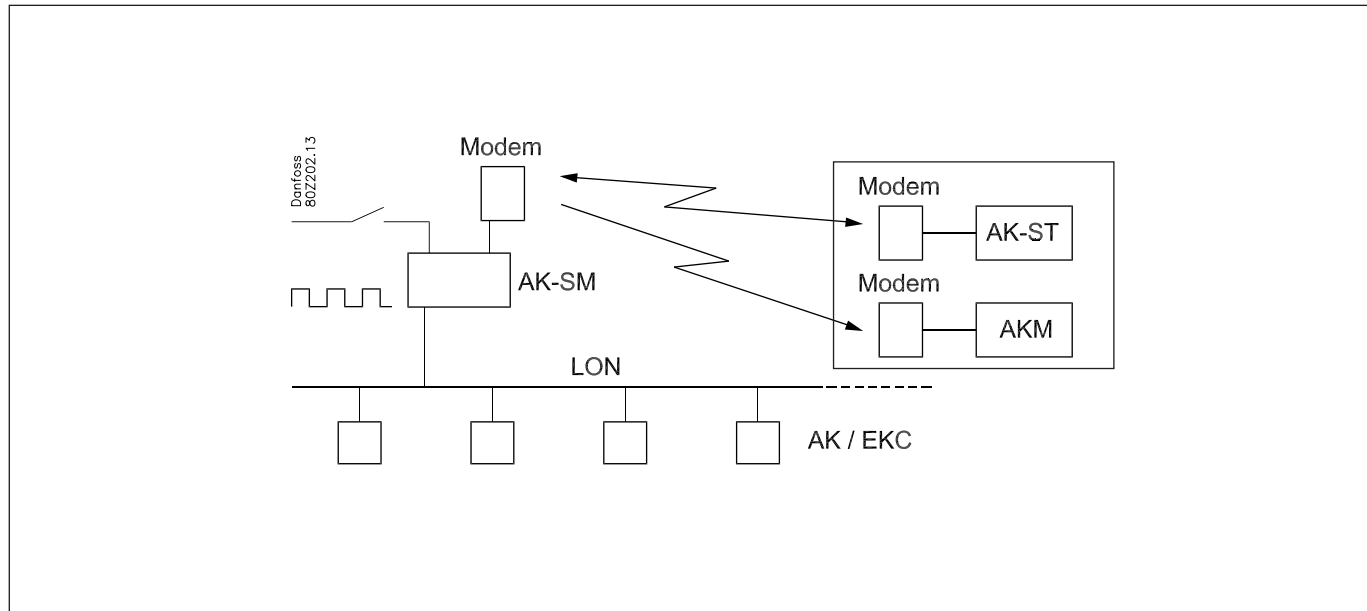 Danfoss
80Z202.13
Modem
Modem
AK-ST
AK-SM
Modem
AKM
LON
AK / EKC